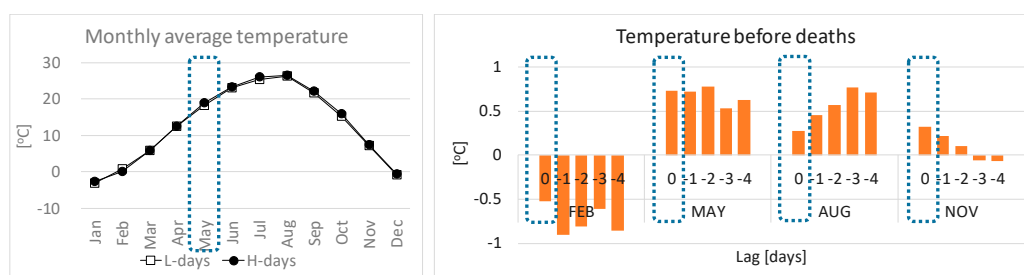 Monthly average temperature
30
20
10
0
-10
[°C]
Jan
Feb
Mar
Apr
May
Jun
Jul
Aug
Sep
Oct
Nov
Dec
L-days
H-days
Temperature before deaths
1
0.5
0
-0.5
-1
[°C]
0 -1 -2 -3 -4
0 -1 -2 -3 -4
0 -1 -2 -3 -4
0 -1 -2 -3 -4
FEB
MAY
AUG
NOV
Lag [days]